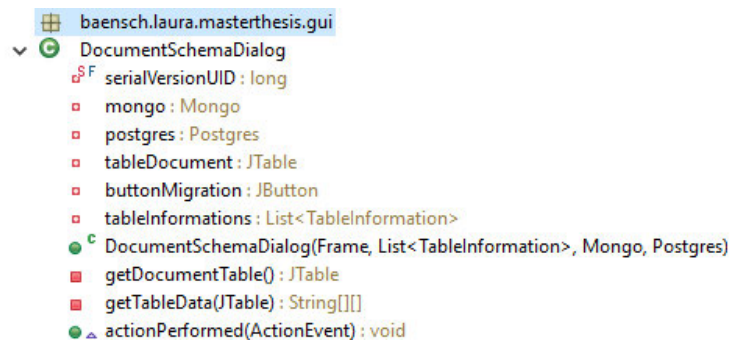 baensch.laura.masterthesis.gui
C DocumentSchemaDialog
S F serialVersionUID : long
mongo : Mongo
postgres : Postgres
tableDocument : JTable
buttonMigration : JButton
tableInformations : List<TableInformation>
C DocumentSchemaDialog(Frame, List<TableInformation>, Mongo, Postgres)
getDocumentTable() : JTable
getTableData(JTable) : String[][]
actionPerformed(ActionEvent) : void